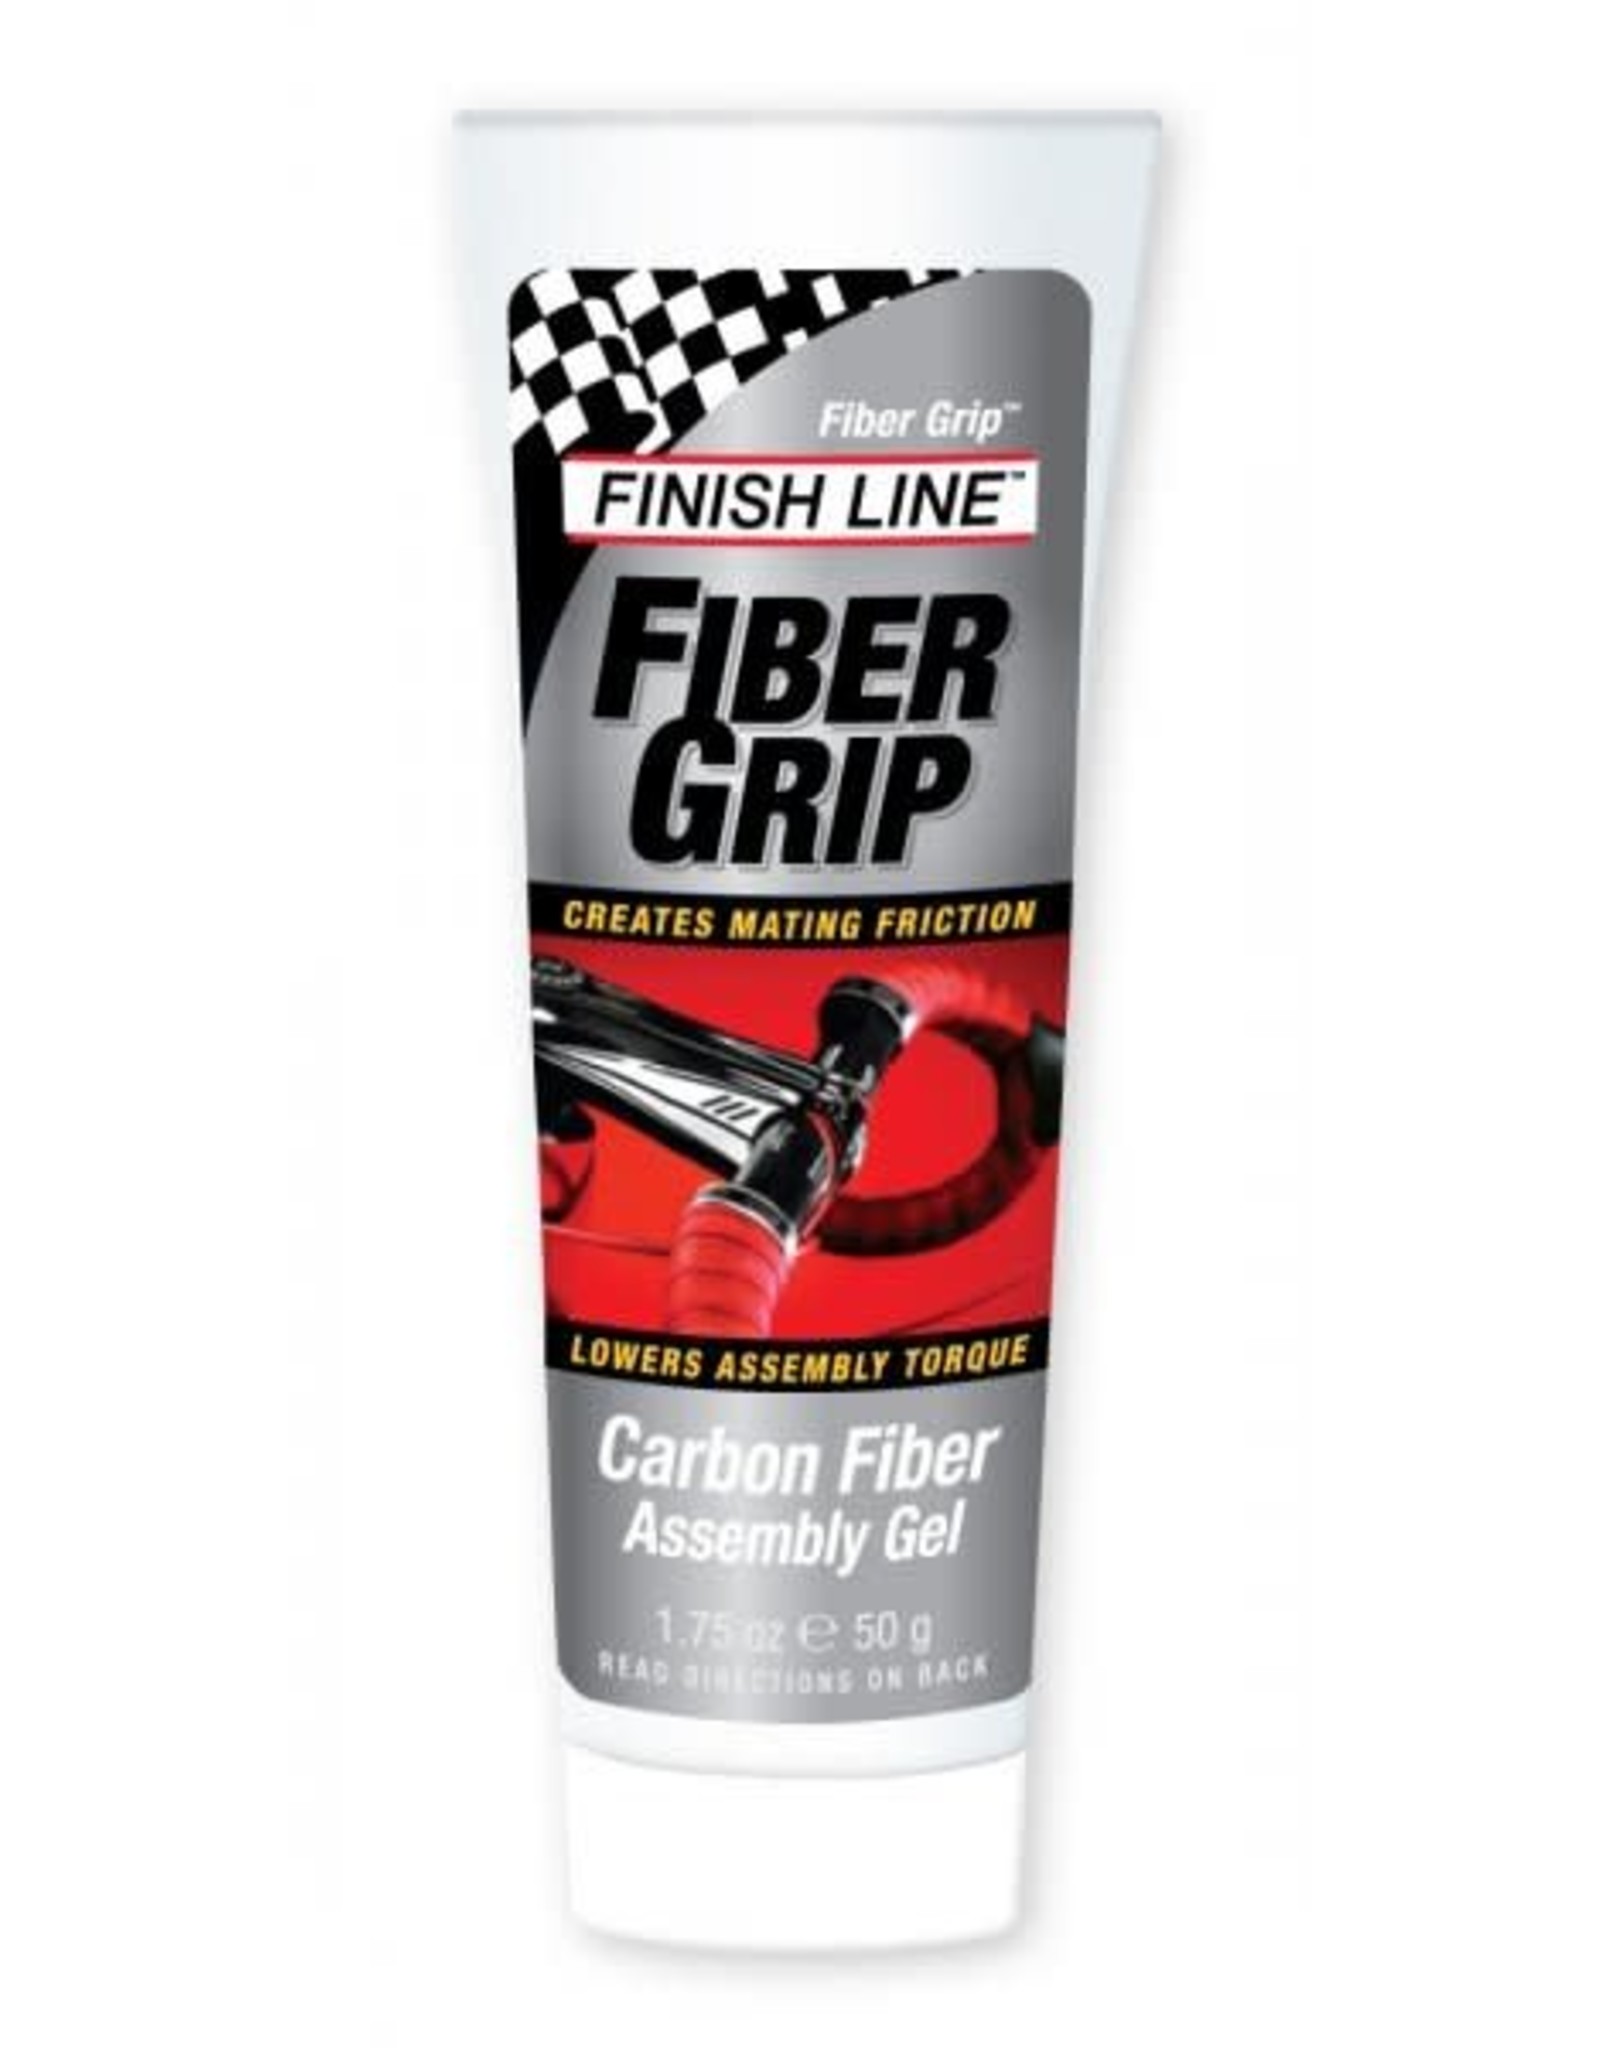 Fiber Grip™
FINISH LINE™
FIBER
GRIP
CREATES MATING FRICTION
LOWERS ASSEMBLY TORQUE
Carbon Fiber
Assembly Gel
1.75 oz ℮ 50 g
READ DIRECTIONS ON BACK